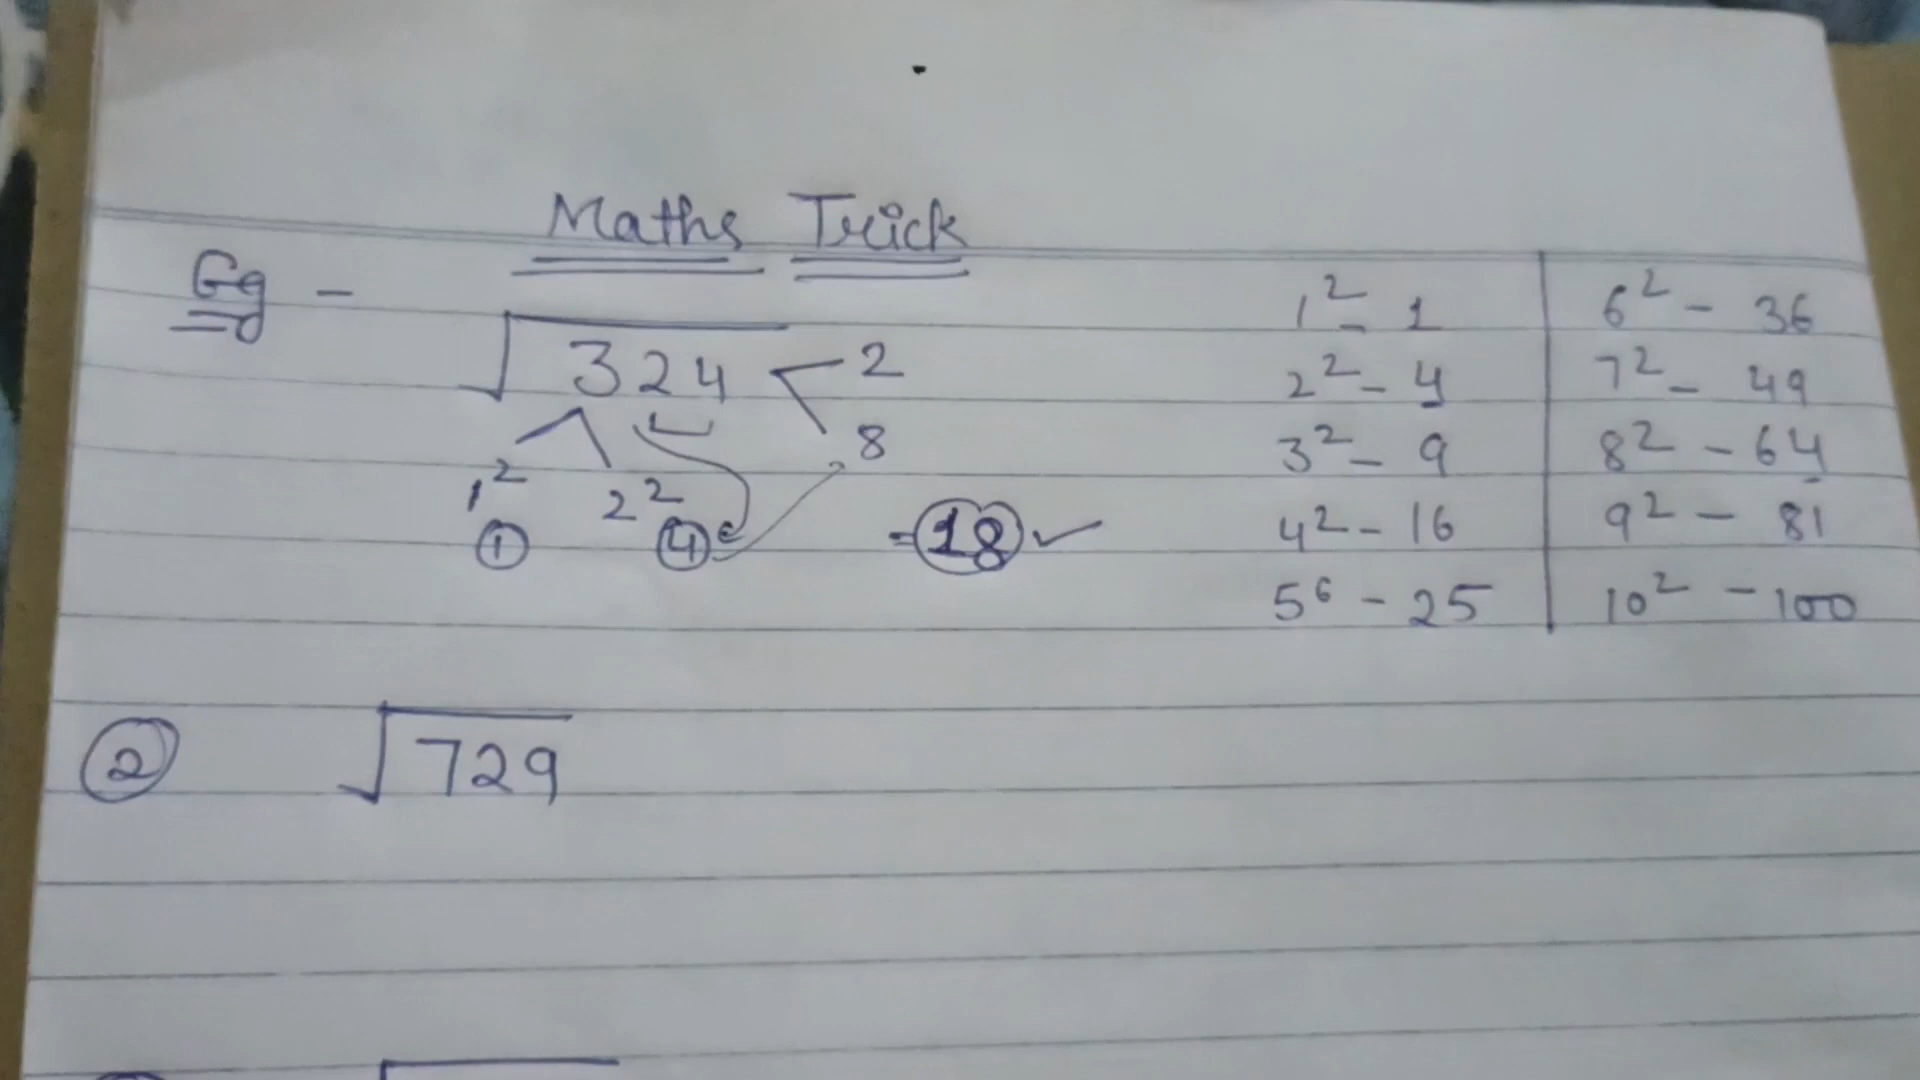 Maths Trick
Eg -
√324 < 2
8
1² 2²
1 4 = 18 ✓
1² - 1
2² - 4
3² - 9
4² - 16
5⁶ - 25
6² - 36
7² - 49
8² - 64
9² - 81
10² - 100
2 √729